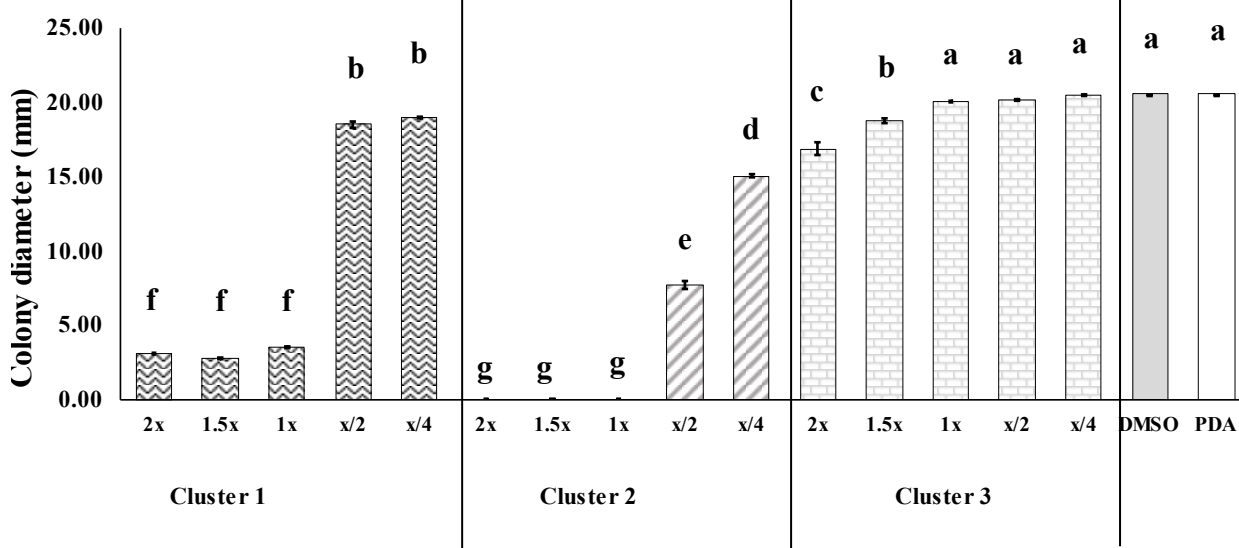 Colony diameter (mm)
25.00
20.00
15.00
10.00
5.00
0.00
f f f b b
g g g e d
c b a a a
a a
2x 1.5x 1x x/2 x/4 2x 1.5x 1x x/2 x/4 2x 1.5x 1x x/2 x/4 DMSO PDA
Cluster 1 Cluster 2 Cluster 3